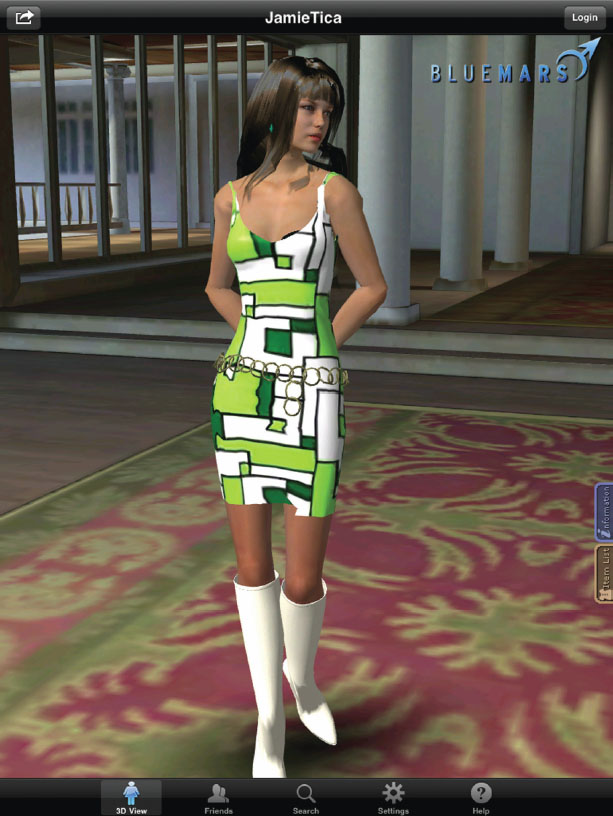 JamieTica
Login
BLUEMARS
Information
Item List
3D View
Friends
Search
Settings
Help